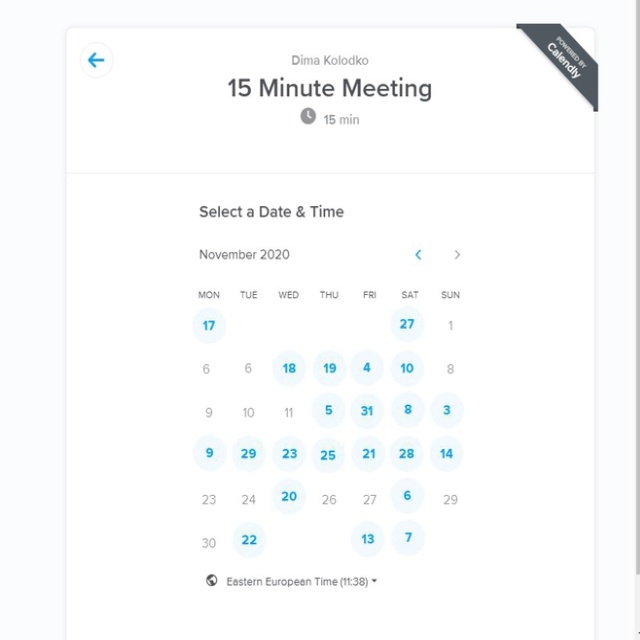 POWERED BY
Calendly
Dima Kolodko
15 Minute Meeting
15 min
Select a Date & Time
November 2020
MON TUE WED THU FRI SAT SUN
17 27 1
6 6 18 19 4 10 8
9 10 11 5 31 8 3
9 29 23 25 21 28 14
23 24 20 26 27 6 29
30 22 13 7
Eastern European Time (11:38)